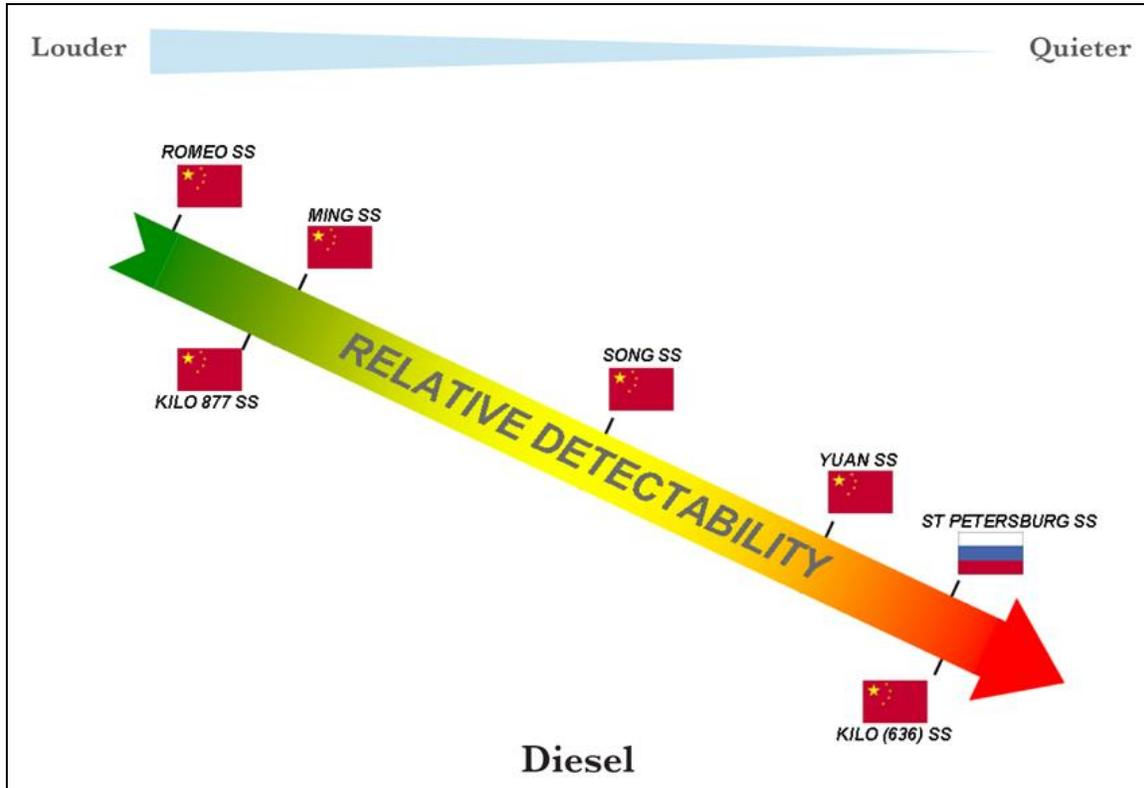 Louder
Quieter
ROMEO SS
MING SS
KILO 877 SS
SONG SS
RELATIVE DETECTABILITY
YUAN SS
ST PETERSBURG SS
KILO (636) SS
Diesel